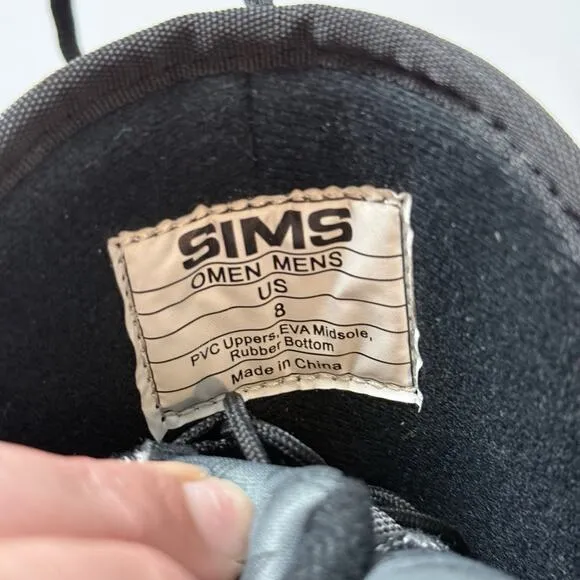 SIMS
OMEN MENS
US
8
PVC Uppers, EVA Midsole,
Rubber Bottom
Made in China